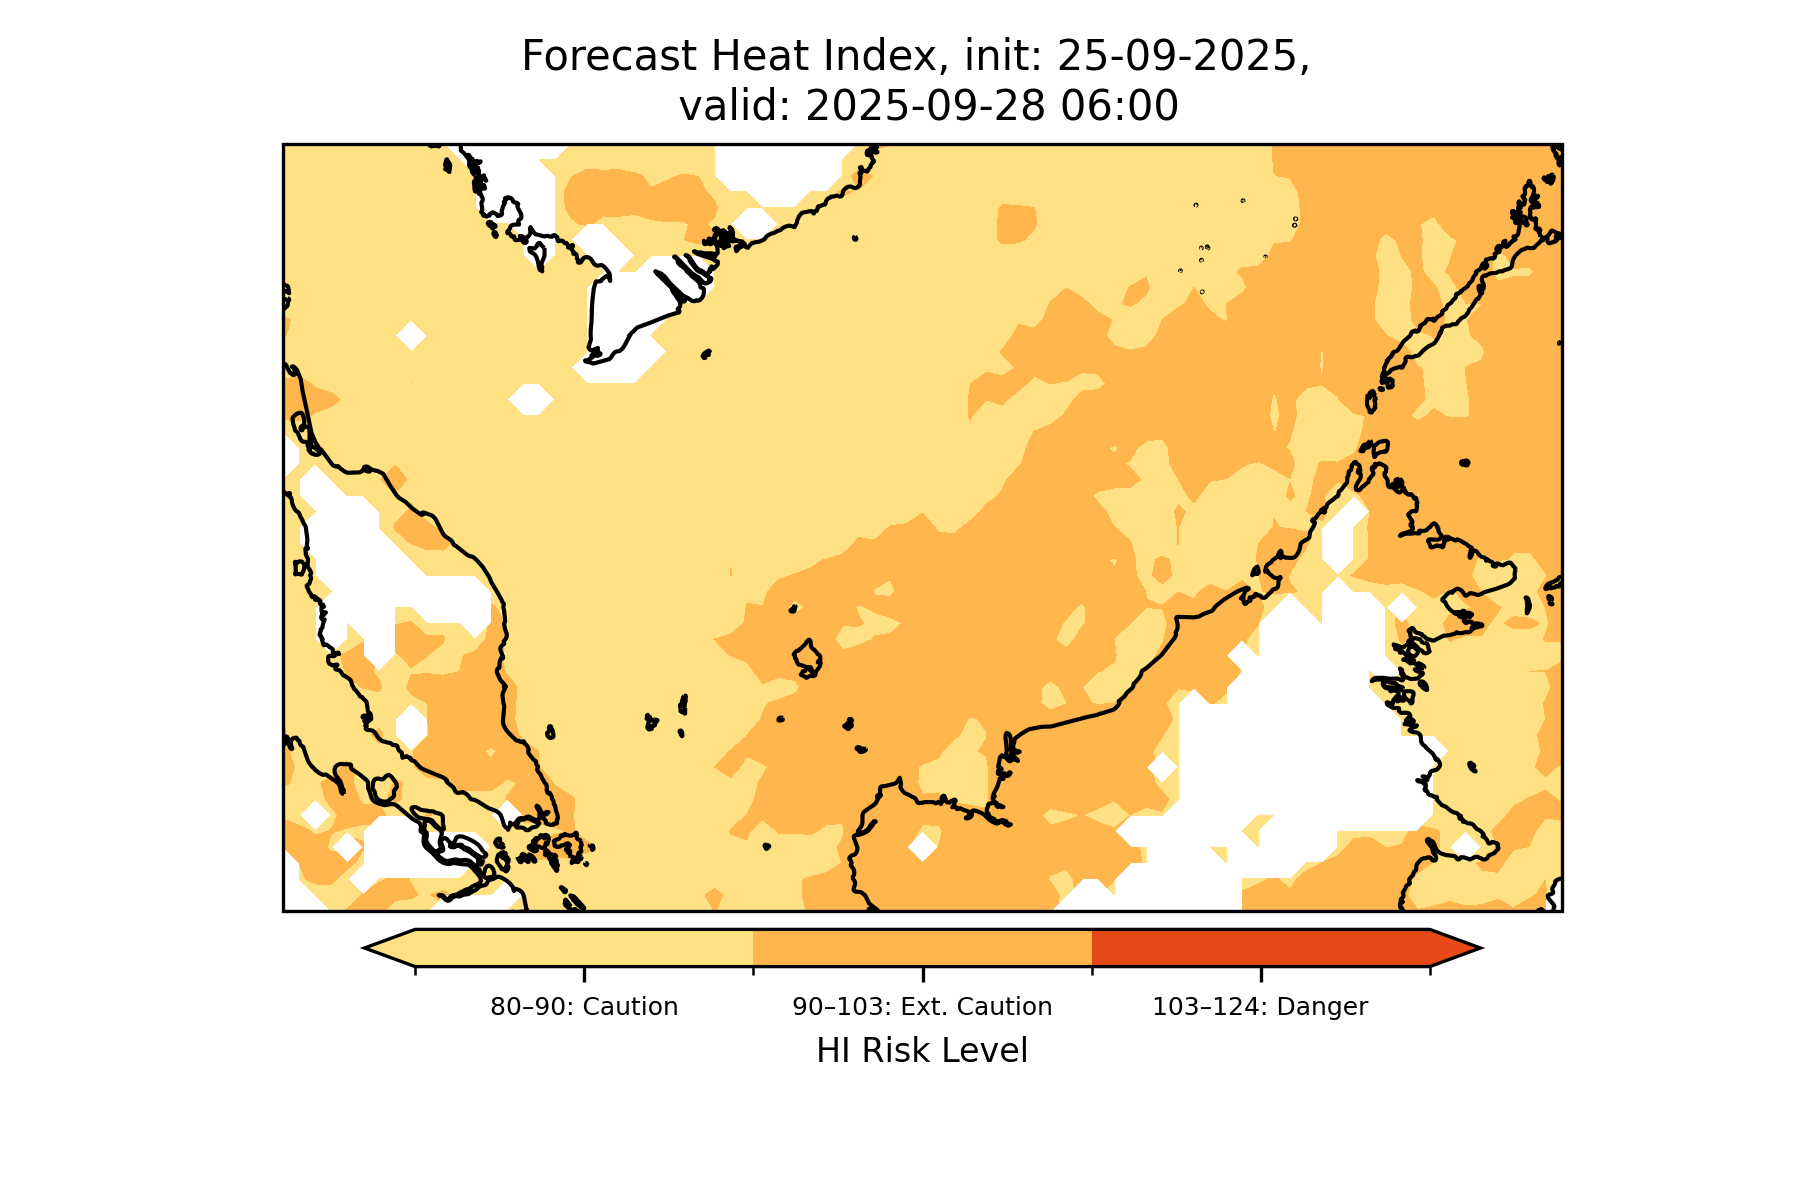 Forecast Heat Index, init: 25-09-2025,
valid: 2025-09-28 06:00
80–90: Caution
90–103: Ext. Caution
103–124: Danger
HI Risk Level